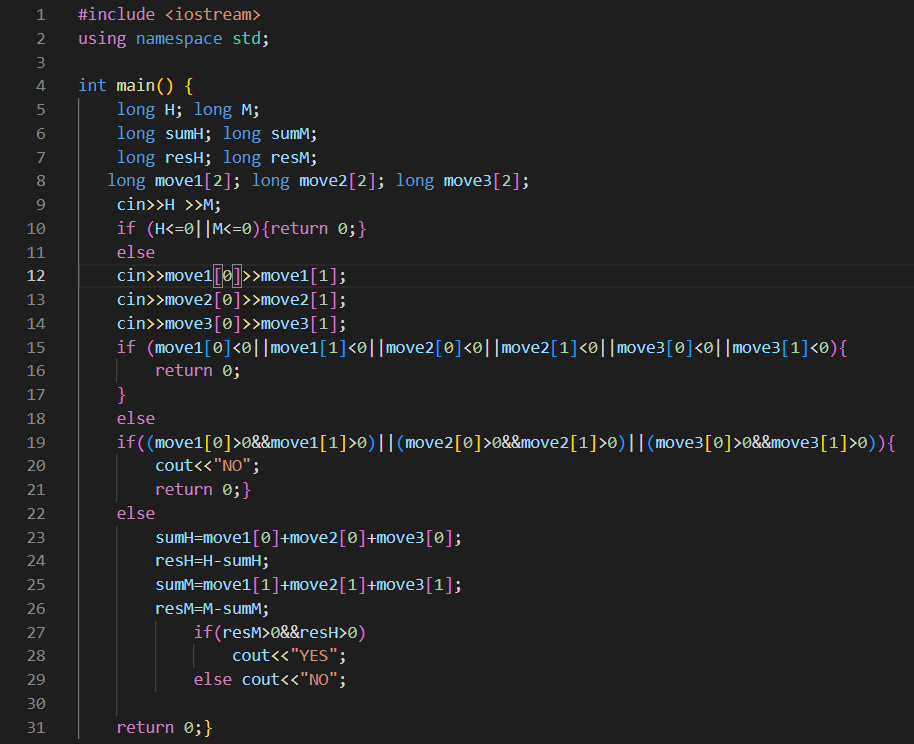 1 #include <iostream>
2 using namespace std;
3
4 int main() {
5     long H; long M;
6     long sumH; long sumM;
7     long resH; long resM;
8    long move1[2]; long move2[2]; long move3[2];
9     cin>>H >>M;
10     if (H<=0||M<=0){return 0;}
11     else
12     cin>>move1[0]>>move1[1];
13     cin>>move2[0]>>move2[1];
14     cin>>move3[0]>>move3[1];
15     if (move1[0]<0||move1[1]<0||move2[0]<0||move2[1]<0||move3[0]<0||move3[1]<0){
16         return 0;
17     }
18     else
19     if((move1[0]>0&&move1[1]>0)||(move2[0]>0&&move2[1]>0)||(move3[0]>0&&move3[1]>0)){
20         cout<<"NO";
21         return 0;}
22     else
23         sumH=move1[0]+move2[0]+move3[0];
24         resH=H-sumH;
25         sumM=move1[1]+move2[1]+move3[1];
26         resM=M-sumM;
27             if(resM>0&&resH>0)
28                 cout<<"YES";
29             else cout<<"NO";
30
31     return 0;}